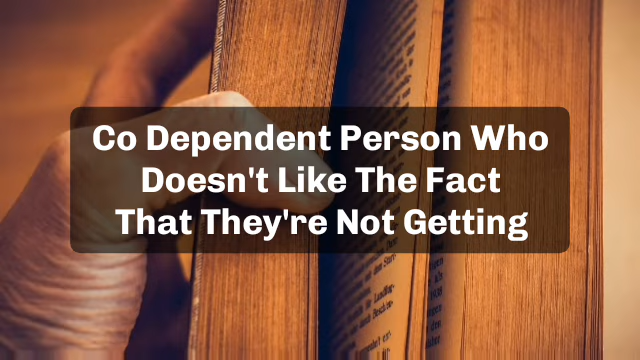 Co Dependent Person Who
Doesn't Like The Fact
That They're Not Getting